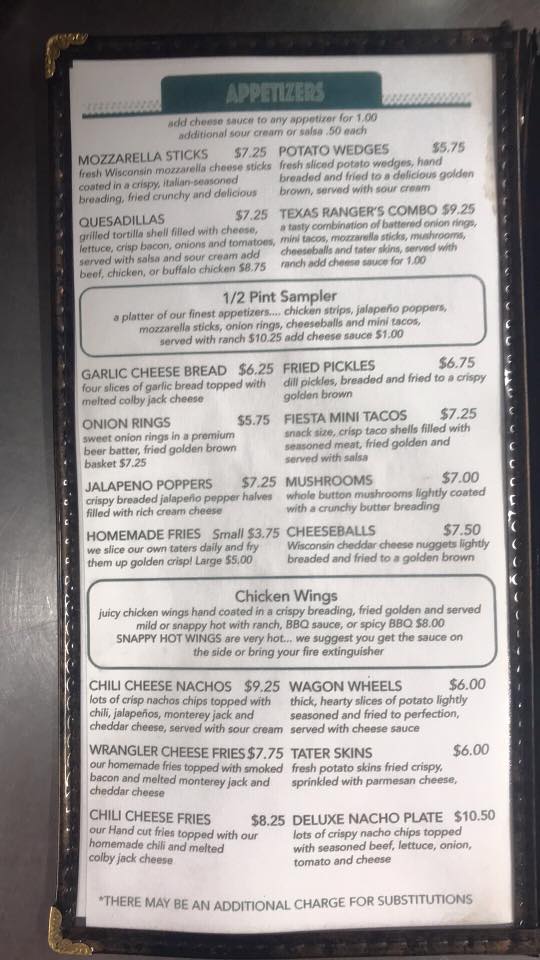 APPETIZERS
add cheese sauce to any appetizer for 1.00
additional sour cream or salsa .50 each
MOZZARELLA STICKS $7.25
fresh Wisconsin mozzarella cheese sticks
coated in a crispy, italian-seasoned
breading, fried crunchy and delicious
POTATO WEDGES $5.75
fresh sliced potato wedges, hand
breaded and fried to a delicious golden
brown, served with sour cream
QUESADILLAS $7.25
grilled tortilla shell filled with cheese,
lettuce, crisp bacon, onions and tomatoes,
served with salsa and sour cream add
beef, chicken, or buffalo chicken $8.75
TEXAS RANGER'S COMBO $9.25
a tasty combination of battered onion rings,
mini tacos, mozzarella sticks, mushrooms,
cheeseballs and tater skins, served with
ranch add cheese sauce for 1.00
1/2 Pint Sampler
a platter of our finest appetizers.... chicken strips, jalapeño poppers,
mozzarella sticks, onion rings, cheeseballs and mini tacos,
served with ranch $10.25 add cheese sauce $1.00
GARLIC CHEESE BREAD $6.25
four slices of garlic bread topped with
melted colby jack cheese
FRIED PICKLES $6.75
dill pickles, breaded and fried to a crispy
golden brown
ONION RINGS $5.75
sweet onion rings in a premium
beer batter, fried golden brown
basket $7.25
FIESTA MINI TACOS $7.25
snack size, crisp taco shells filled with
seasoned meat, fried golden and
served with salsa
JALAPENO POPPERS $7.25
crispy breaded jalapeño pepper halves
filled with rich cream cheese
MUSHROOMS $7.00
whole button mushrooms lightly coated
with a crunchy butter breading
HOMEMADE FRIES Small $3.75
we slice our own taters daily and fry
them up golden crisp! Large $5.00
CHEESEBALLS $7.50
Wisconsin cheddar cheese nuggets lightly
breaded and fried to a golden brown
Chicken Wings
juicy chicken wings hand coated in a crispy breading, fried golden and served
mild or snappy hot with ranch, BBQ sauce, or spicy BBQ $8.00
SNAPPY HOT WINGS are very hot... we suggest you get the sauce on
the side or bring your fire extinguisher
CHILI CHEESE NACHOS $9.25
lots of crisp nachos chips topped with
chili, jalapeños, monterey jack and
cheddar cheese, served with sour cream
WAGON WHEELS $6.00
thick, hearty slices of potato lightly
seasoned and fried to perfection,
served with cheese sauce
WRANGLER CHEESE FRIES $7.75
our homemade fries topped with smoked
bacon and melted monterey jack and
cheddar cheese
TATER SKINS $6.00
fresh potato skins fried crispy,
sprinkled with parmesan cheese,
CHILI CHEESE FRIES $8.25
our Hand cut fries topped with our
homemade chili and melted
colby jack cheese
DELUXE NACHO PLATE $10.50
lots of crispy nacho chips topped
with seasoned beef, lettuce, onion,
tomato and cheese
*THERE MAY BE AN ADDITIONAL CHARGE FOR SUBSTITUTIONS